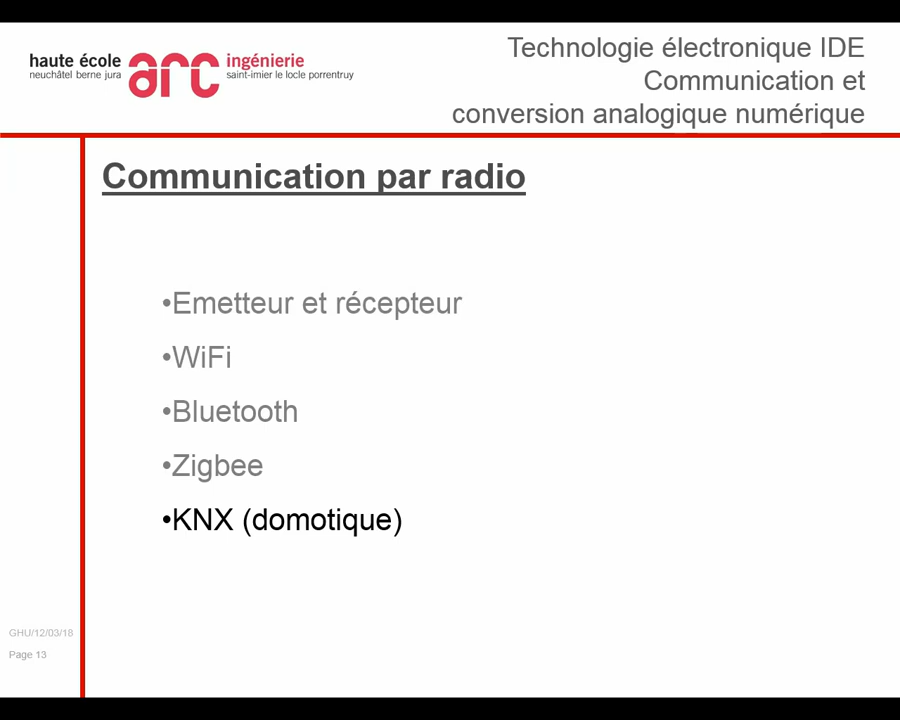 haute école
neuchâtel berne jura
arc
ingénierie
saint-imier le locle porrentruy
Technologie électronique IDE
Communication et
conversion analogique numérique
Communication par radio
•Emetteur et récepteur
•WiFi
•Bluetooth
•Zigbee
•KNX (domotique)
GHU/12/03/18
Page 13